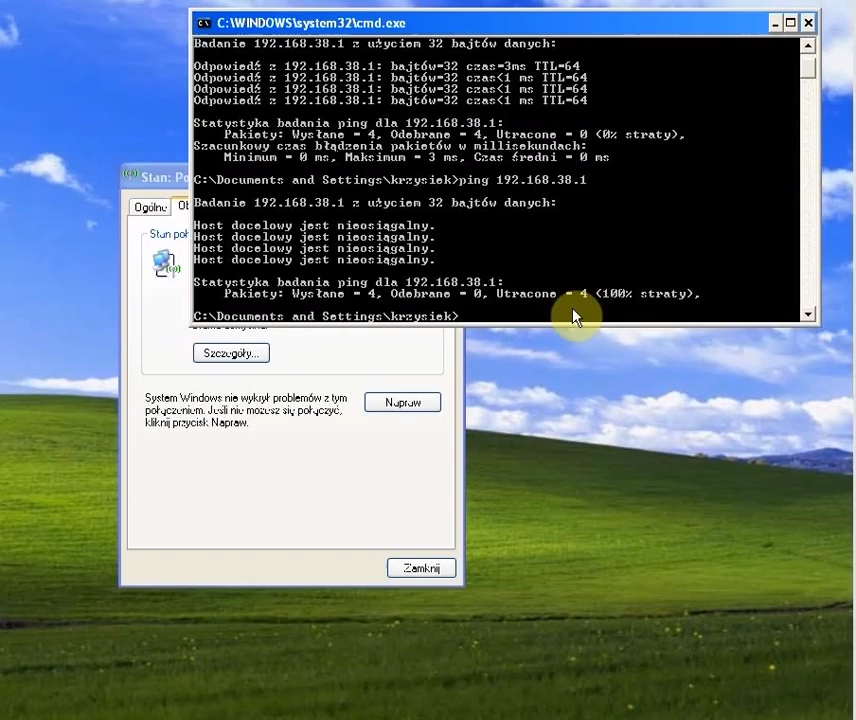 C:\WINDOWS\system32\cmd.exe
Badanie 192.168.38.1 z użyciem 32 bajtów danych:
Odpowiedź z 192.168.38.1: bajtów=32 czas=3ms TTL=64
Odpowiedź z 192.168.38.1: bajtów=32 czas<1 ms TTL=64
Odpowiedź z 192.168.38.1: bajtów=32 czas<1 ms TTL=64
Odpowiedź z 192.168.38.1: bajtów=32 czas<1 ms TTL=64
Statystyka badania ping dla 192.168.38.1:
Pakiety: Wysłane = 4, Odebrane = 4, Utracone = 0 (0% straty),
Szacunkowy czas błądzenia pakietów w millisekundach:
Minimum = 0 ms, Maksimum = 3 ms, Czas średni = 0 ms
C:\Documents and Settings\krzysiek>ping 192.168.38.1
Badanie 192.168.38.1 z użyciem 32 bajtów danych:
Host docelowy jest nieosiągalny.
Host docelowy jest nieosiągalny.
Host docelowy jest nieosiągalny.
Host docelowy jest nieosiągalny.
Statystyka badania ping dla 192.168.38.1:
Pakiety: Wysłane = 4, Odebrane = 0, Utracone = 4 (100% straty),
C:\Documents and Settings\krzysiek>
Stan: Po
Ogólne
Ob
Stan poł
Szczegóły...
System Windows nie wykrył problemów z tym
połączeniem. Jeśli nie możesz się połączyć,
kliknij przycisk Napraw.
Napraw
Zamknij